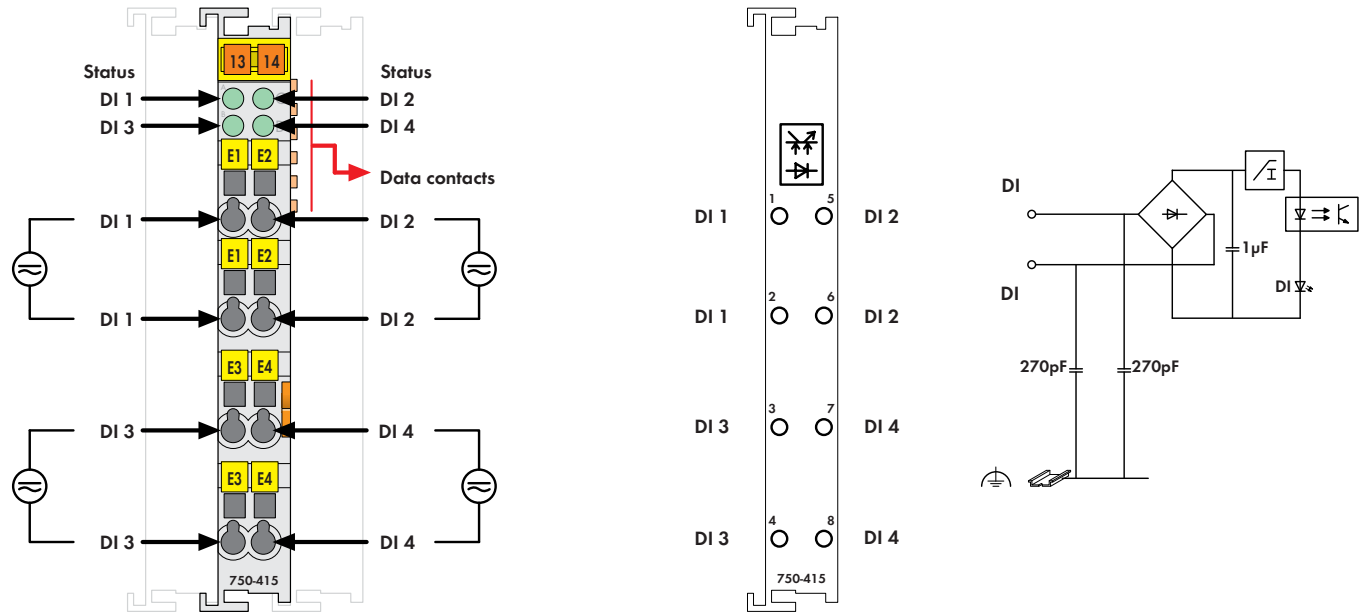 13 14
Status Status
DI 1 DI 2
DI 3 DI 4
E1 E2
Data contacts
DI 1 DI 2
E1 E2
DI 1 DI 2
E3 E4
DI 3 DI 4
E3 E4
DI 3 DI 4
750-415
1 5
DI 1 DI 2
2 6
DI 1 DI 2
3 7
DI 3 DI 4
4 8
DI 3 DI 4
750-415
DI
I
1µF
DI
DI
270pF 270pF